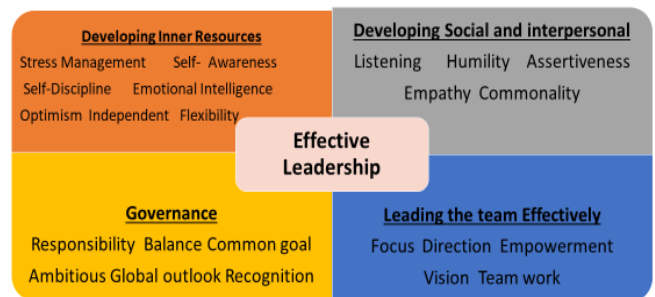 Developing Inner Resources
Stress Management Self- Awareness
Self-Discipline Emotional Intelligence
Optimism Independent Flexibility
Developing Social and interpersonal
Listening Humility Assertiveness
Empathy Commonality
Effective
Leadership
Governance
Responsibility Balance Common goal
Ambitious Global outlook Recognition
Leading the team Effectively
Focus Direction Empowerment
Vision Team work